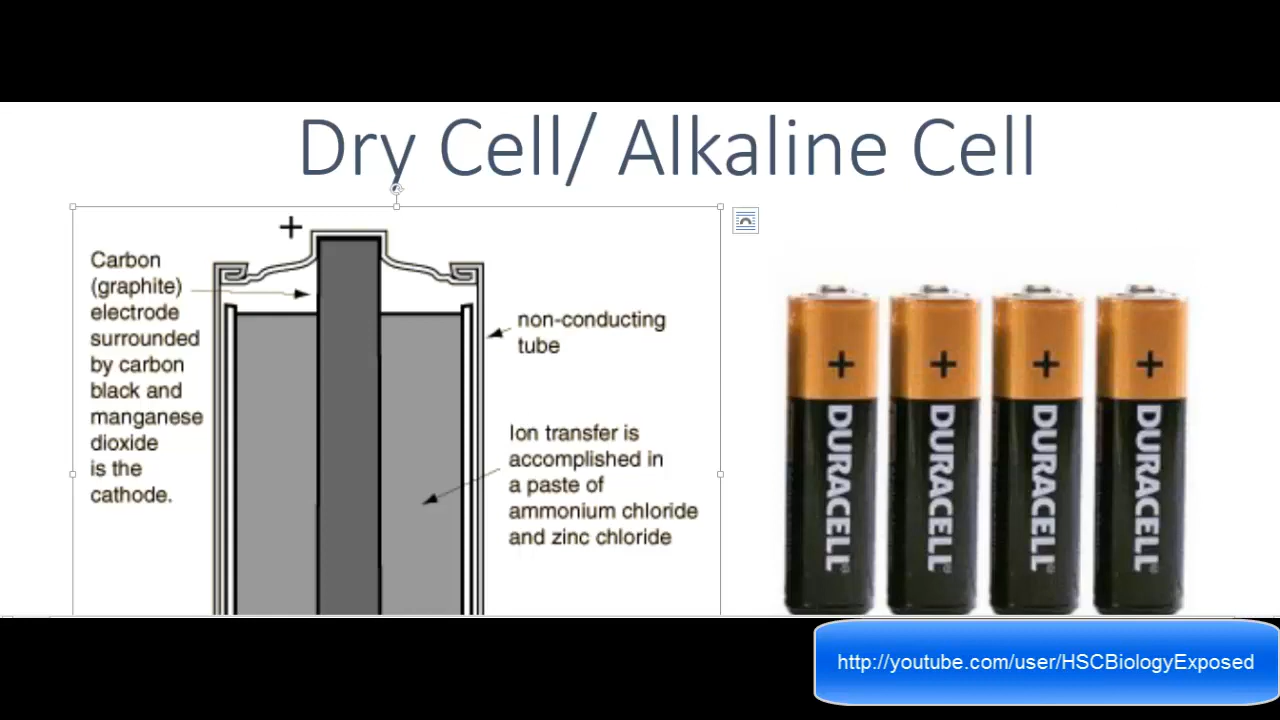 Dry Cell/ Alkaline Cell
+
Carbon
(graphite)
electrode
surrounded
by carbon
black and
manganese
dioxide
is the
cathode.
non-conducting
tube
Ion transfer is
accomplished in
a paste of
ammonium chloride
and zinc chloride
+
+
+
+
DURACELL®
DURACELL®
DURACELL®
DURACELL®
http://youtube.com/user/HSCBiologyExposed